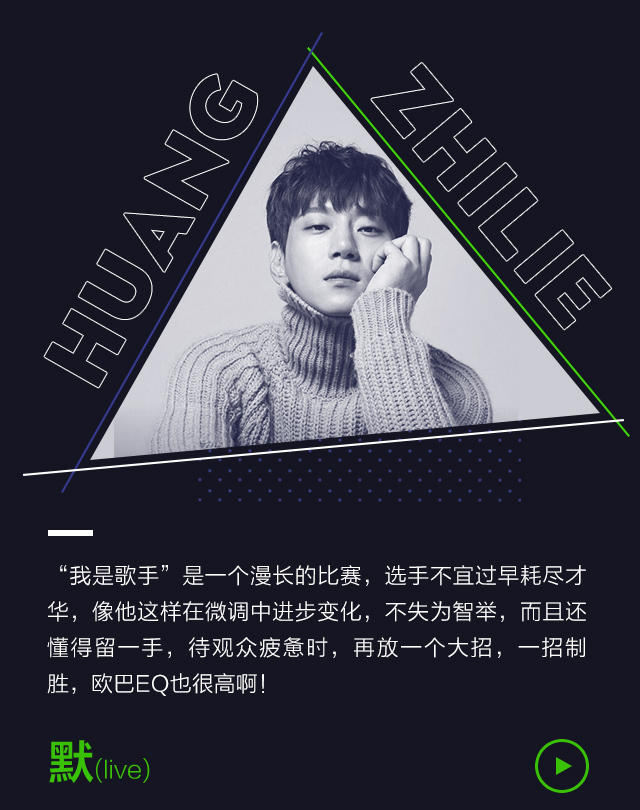 HUANG
ZHILIE
“我是歌手”是一个漫长的比赛，选手不宜过早耗尽才
华，像他这样在微调中进步变化，不失为智举，而且还
懂得留一手，待观众疲惫时，再放一个大招，一招制
胜，欧巴EQ也很高啊！
默(live)